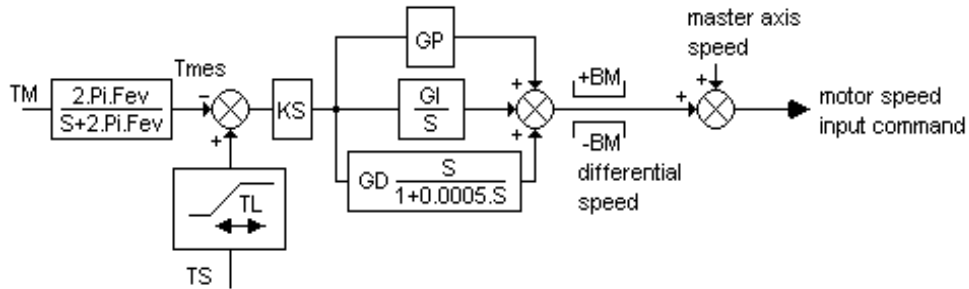 master axis
speed
GP
+
+
+BM
Tmes
TM
2.Pi.Fev
S+2.Pi.Fev
−
+
KS
GI
S
+
+
-BM
+
motor speed
input command
GD
S
1+0.0005.S
differential
speed
TL
TS